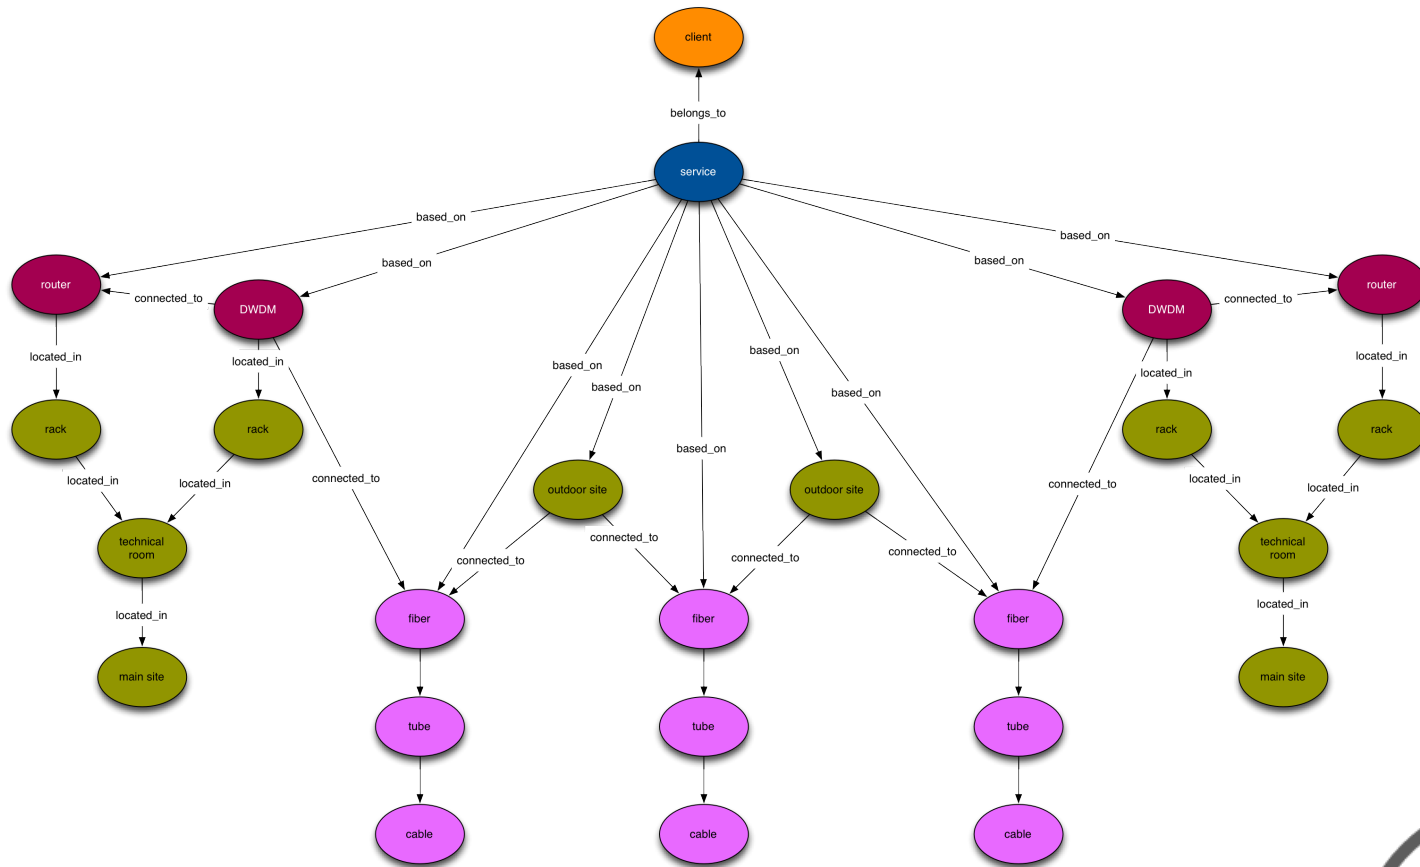 client
belongs_to
service
based_on
based_on
based_on
based_on
router
connected_to
DWDM
DWDM
connected_to
router
located_in
located_in
based_on
based_on
based_on
based_on
located_in
located_in
rack
rack
based_on
rack
rack
located_in
located_in
connected_to
outdoor site
outdoor site
connected_to
located_in
located_in
technical
room
connected_to
connected_to
connected_to
connected_to
technical
room
located_in
fiber
fiber
fiber
located_in
main site
main site
tube
tube
tube
cable
cable
cable